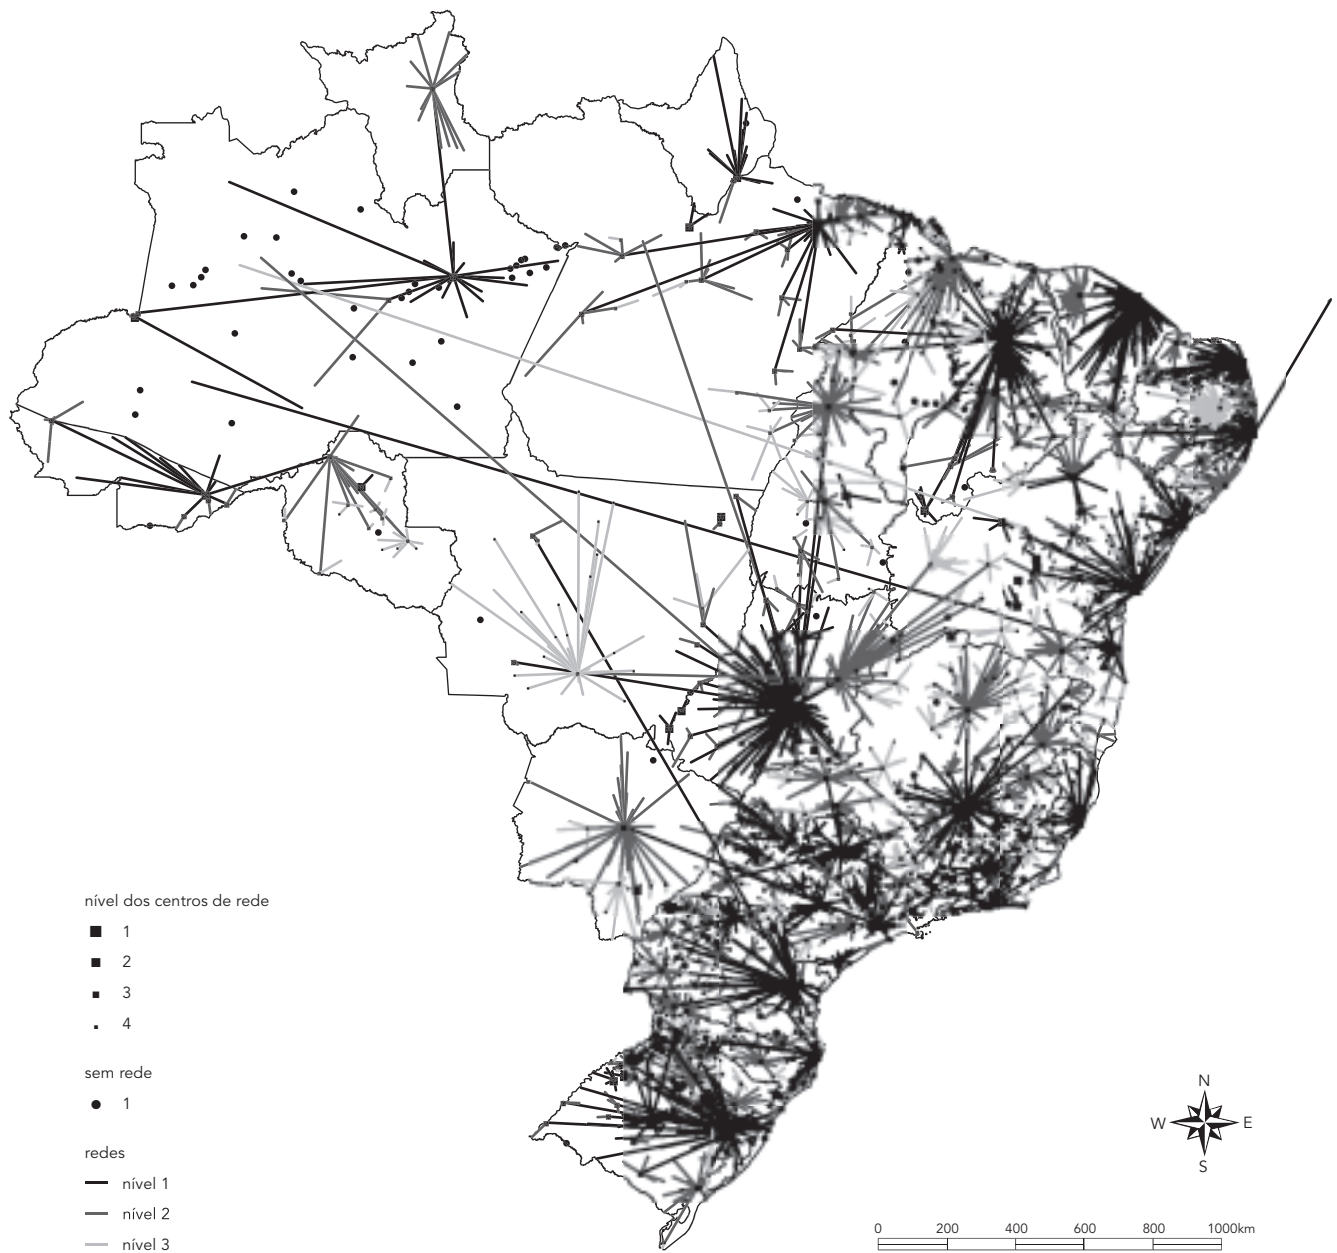 nível dos centros de rede
1
2
3
4
sem rede
1
redes
nível 1
nível 2
nível 3
N
W E
S
0 200 400 600 800 1000km